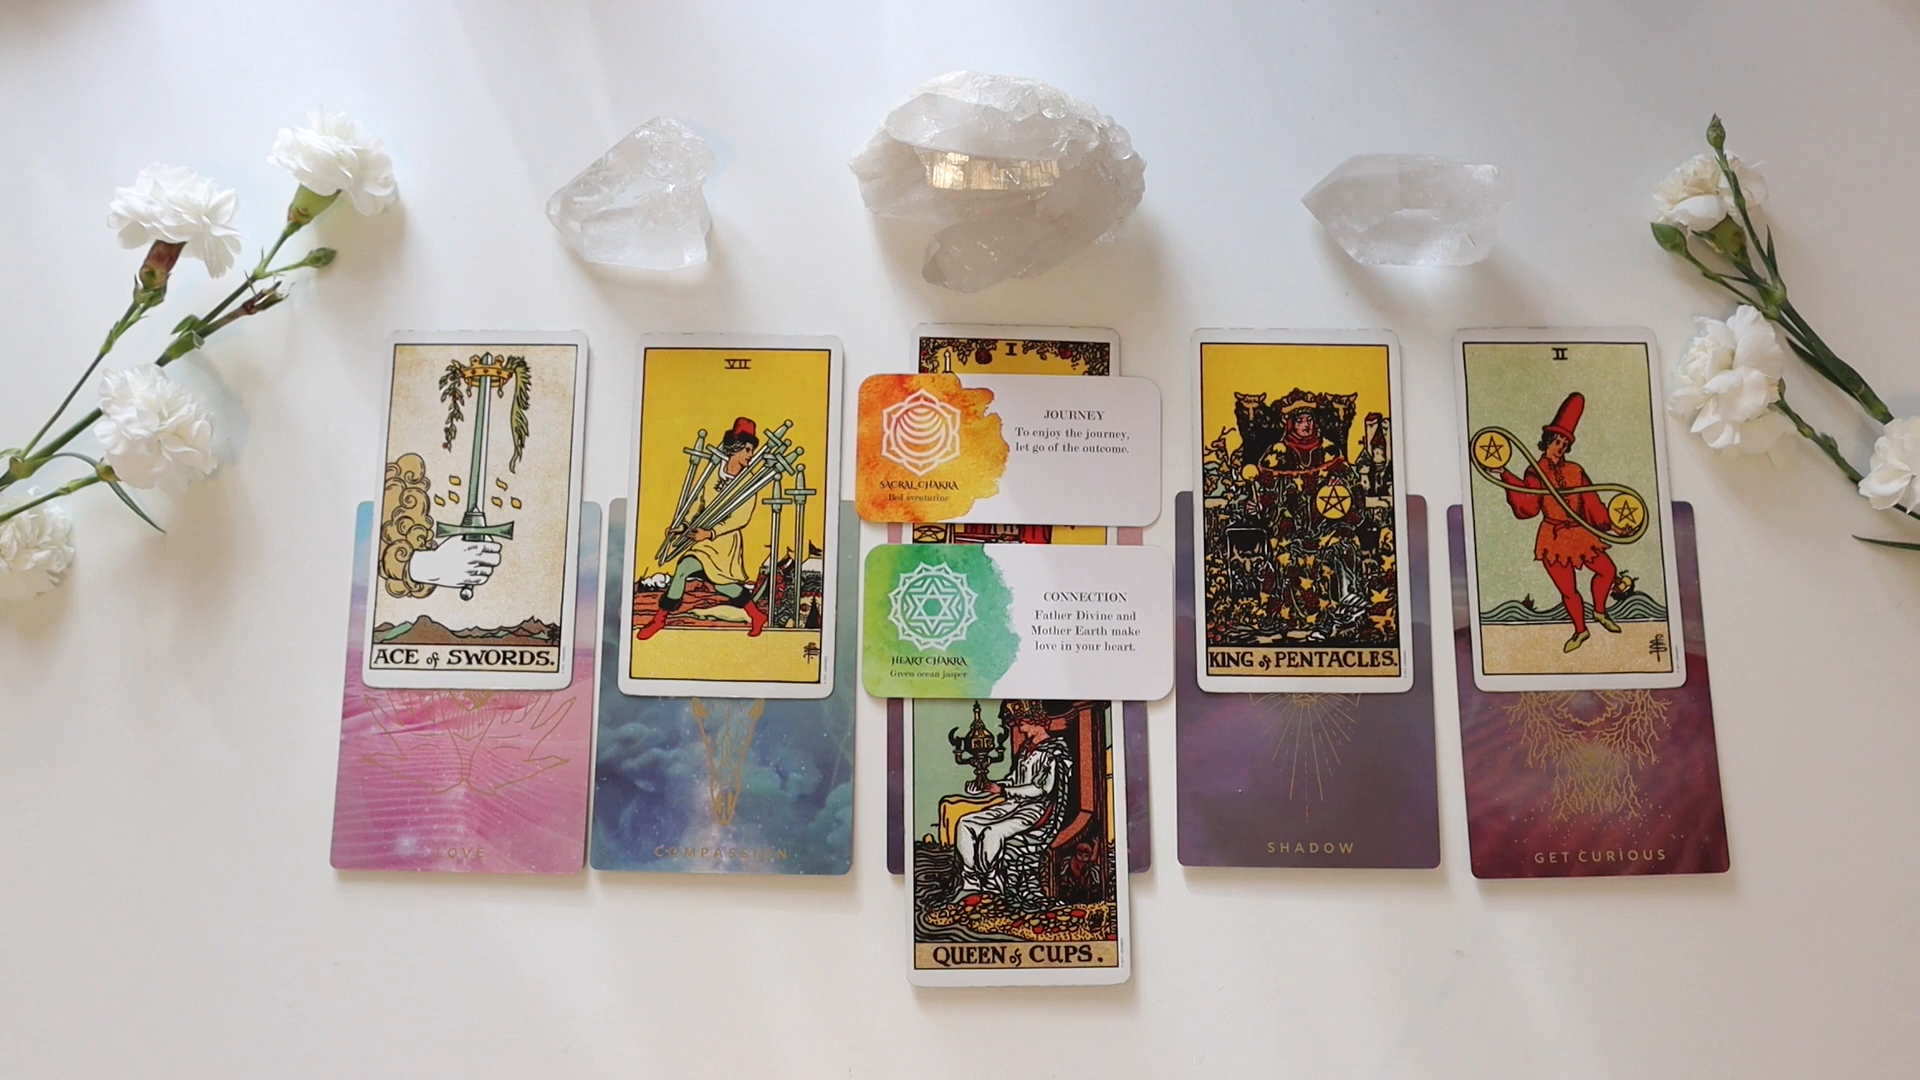 I
VII
II
JOURNEY
To enjoy the journey,
let go of the outcome.
SACRAL CHAKRA
Red aventurine
CONNECTION
Father Divine and
Mother Earth make
love in your heart.
HEART CHAKRA
Green ocean jasper
ACE of SWORDS.
KING of PENTACLES.
LOVE
COMPASSION
SHADOW
GET CURIOUS
QUEEN of CUPS.